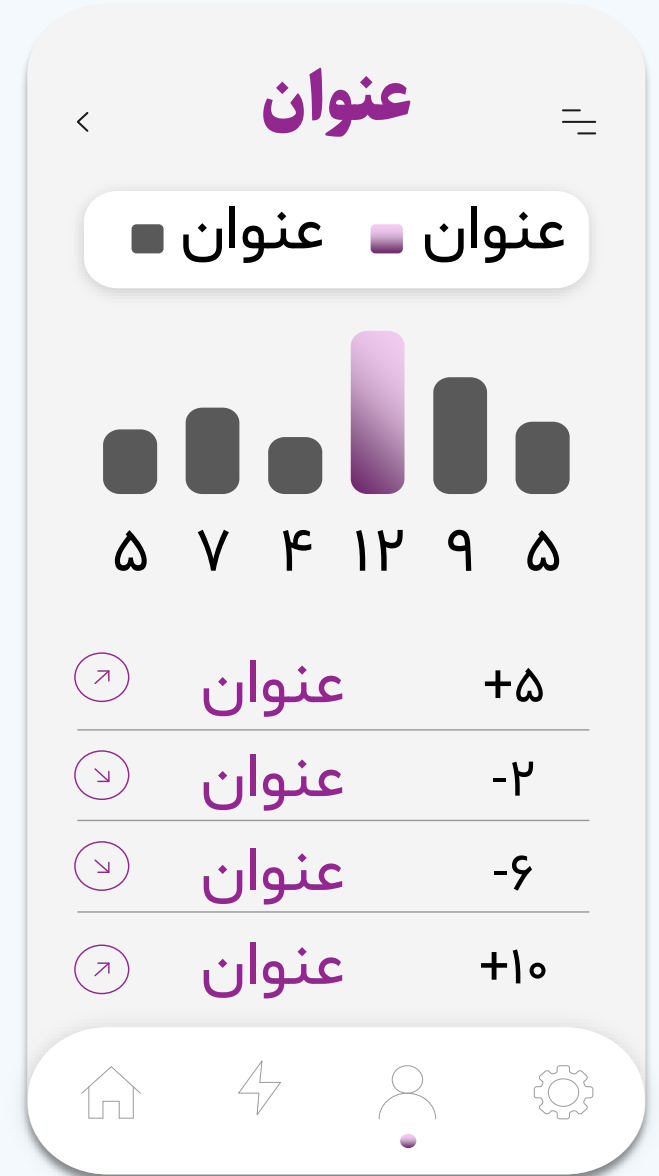 عنوان
عنوان عنوان
۵ ۷ ۴ ۱۲ ۹ ۵
عنوان +۵
عنوان -۲
عنوان -۶
عنوان +۱۰